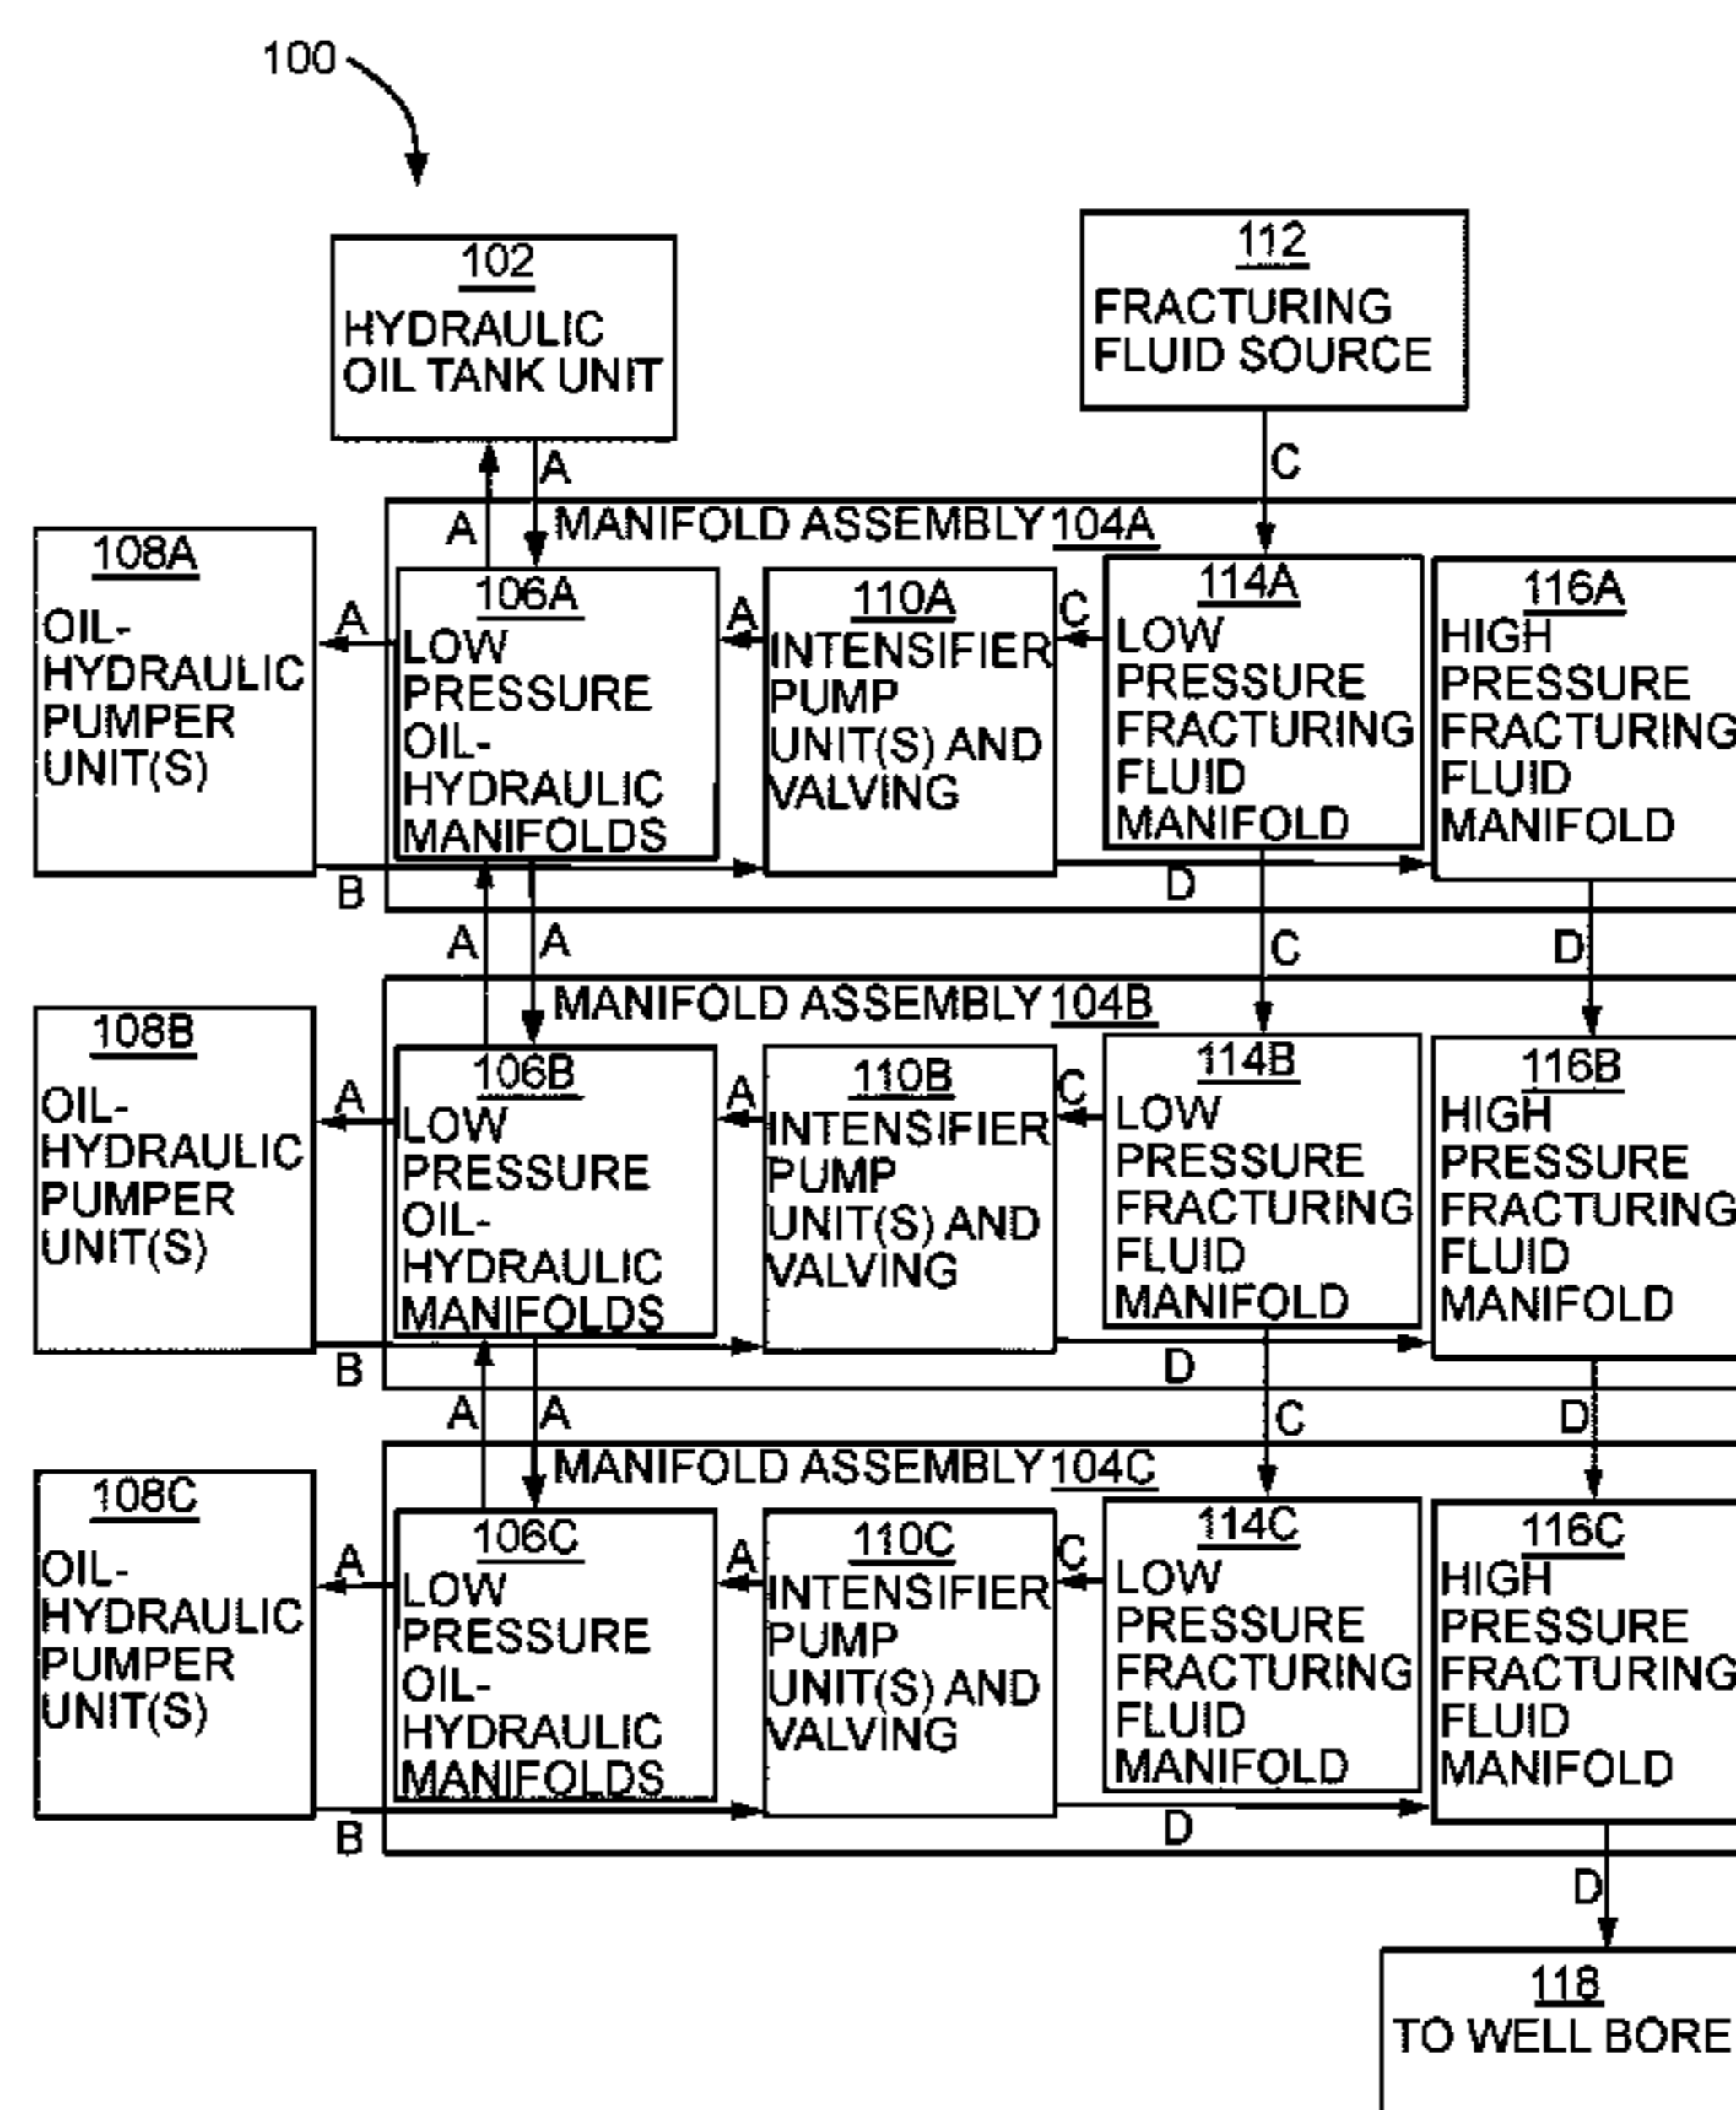 100
102
HYDRAULIC
OIL TANK UNIT
112
FRACTURING
FLUID SOURCE
A
A
C
MANIFOLD ASSEMBLY 104A
108A
OIL-
HYDRAULIC
PUMPER
UNIT(S)
A
106A
LOW
PRESSURE
OIL-
HYDRAULIC
MANIFOLDS
A
110A
INTENSIFIER
PUMP
UNIT(S) AND
VALVING
C
114A
LOW
PRESSURE
FRACTURING
FLUID
MANIFOLD
116A
HIGH
PRESSURE
FRACTURING
FLUID
MANIFOLD
B
D
A
A
C
D
MANIFOLD ASSEMBLY 104B
108B
OIL-
HYDRAULIC
PUMPER
UNIT(S)
A
106B
LOW
PRESSURE
OIL-
HYDRAULIC
MANIFOLDS
A
110B
INTENSIFIER
PUMP
UNIT(S) AND
VALVING
C
114B
LOW
PRESSURE
FRACTURING
FLUID
MANIFOLD
116B
HIGH
PRESSURE
FRACTURING
FLUID
MANIFOLD
B
D
A
A
C
D
MANIFOLD ASSEMBLY 104C
108C
OIL-
HYDRAULIC
PUMPER
UNIT(S)
A
106C
LOW
PRESSURE
OIL-
HYDRAULIC
MANIFOLDS
A
110C
INTENSIFIER
PUMP
UNIT(S) AND
VALVING
C
114C
LOW
PRESSURE
FRACTURING
FLUID
MANIFOLD
116C
HIGH
PRESSURE
FRACTURING
FLUID
MANIFOLD
B
D
D
118
TO WELL BORE